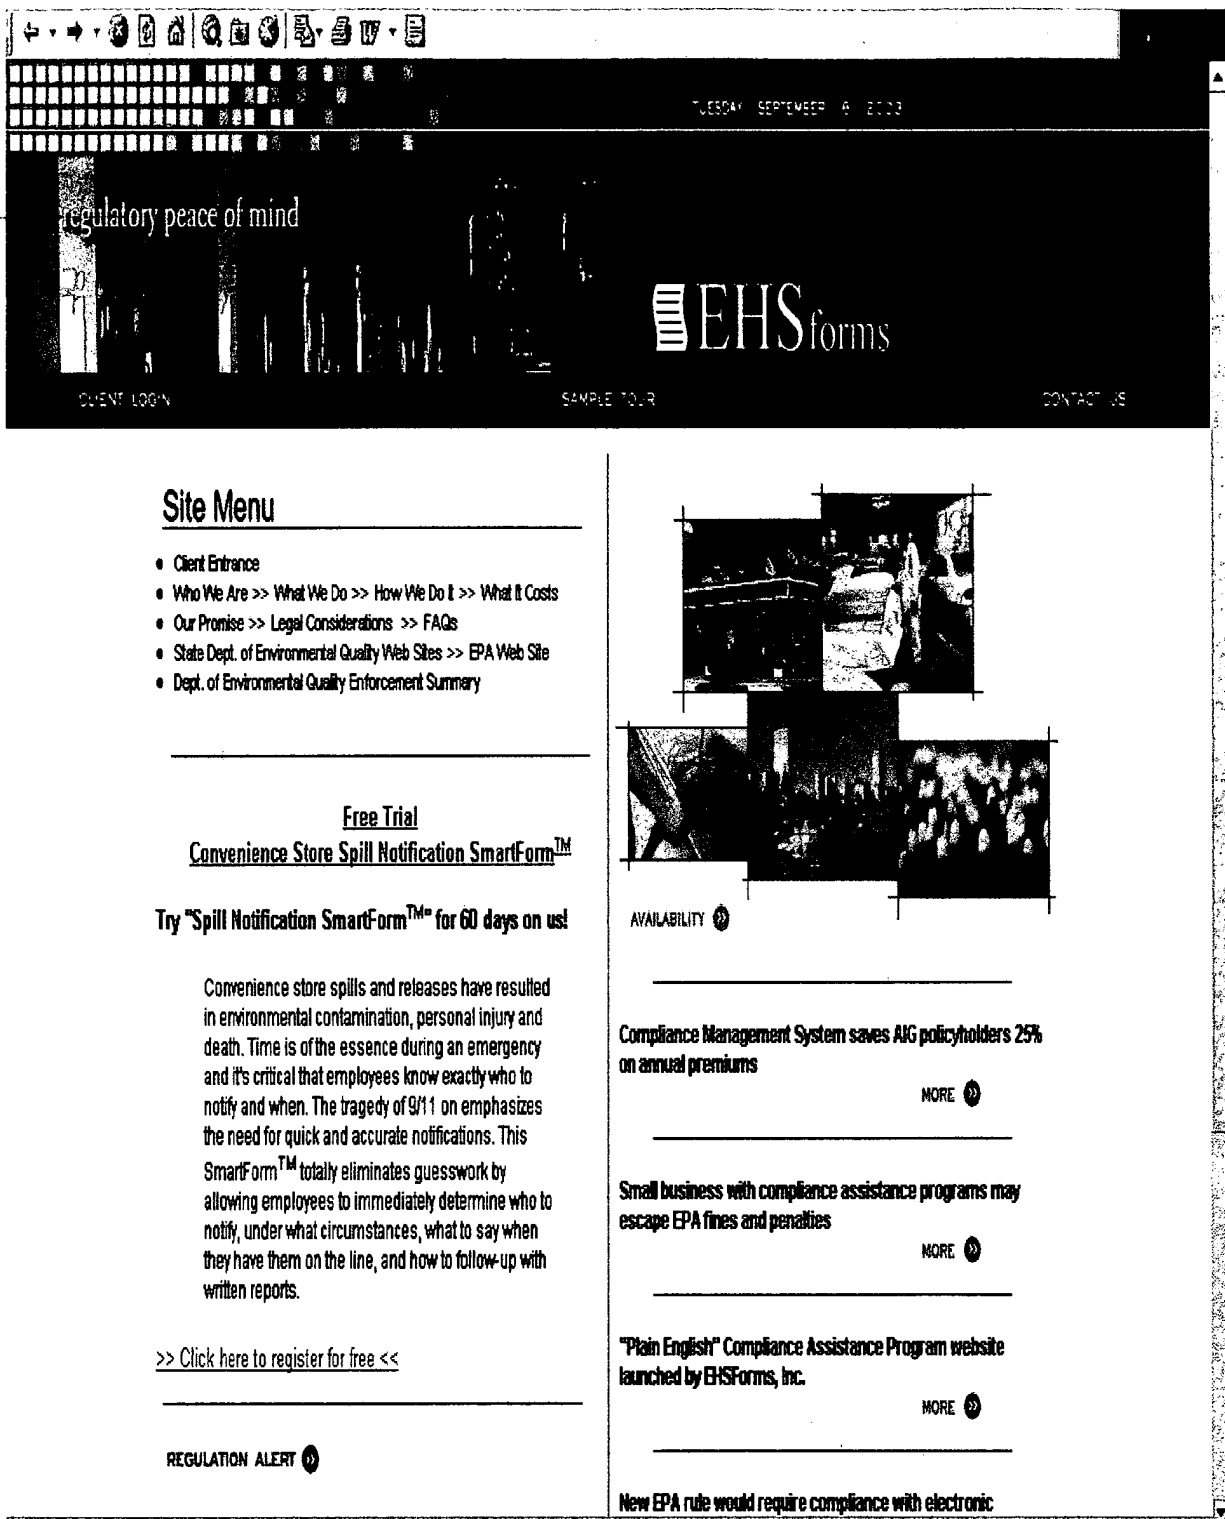 TUESDAY SEPTEMBER 6 2003
regulatory peace of mind
EHSforms
CLIENT LOGIN
SAMPLE TOUR
CONTACT US
Site Menu
• Client Entrance
• Who We Are >> What We Do >> How We Do It >> What It Costs
• Our Promise >> Legal Considerations >> FAQs
• State Dept. of Environmental Quality Web Sites >> EPA Web Site
• Dept. of Environmental Quality Enforcement Summary
Free Trial
Convenience Store Spill Notification SmartForm™
Try "Spill Notification SmartForm™" for 60 days on us!
Convenience store spills and releases have resulted
in environmental contamination, personal injury and
death. Time is of the essence during an emergency
and it's critical that employees know exactly who to
notify and when. The tragedy of 9/11 on emphasizes
the need for quick and accurate notifications. This
SmartForm™ totally eliminates guesswork by
allowing employees to immediately determine who to
notify, under what circumstances, what to say when
they have them on the line, and how to follow-up with
written reports.
>> Click here to register for free <<
REGULATION ALERT
AVAILABILITY
Compliance Management System saves AIG policyholders 25%
on annual premiums
MORE
Small business with compliance assistance programs may
escape EPA fines and penalties
MORE
"Plain English" Compliance Assistance Program website
launched by EHSForms, Inc.
MORE
New EPA rule would require compliance with electronic